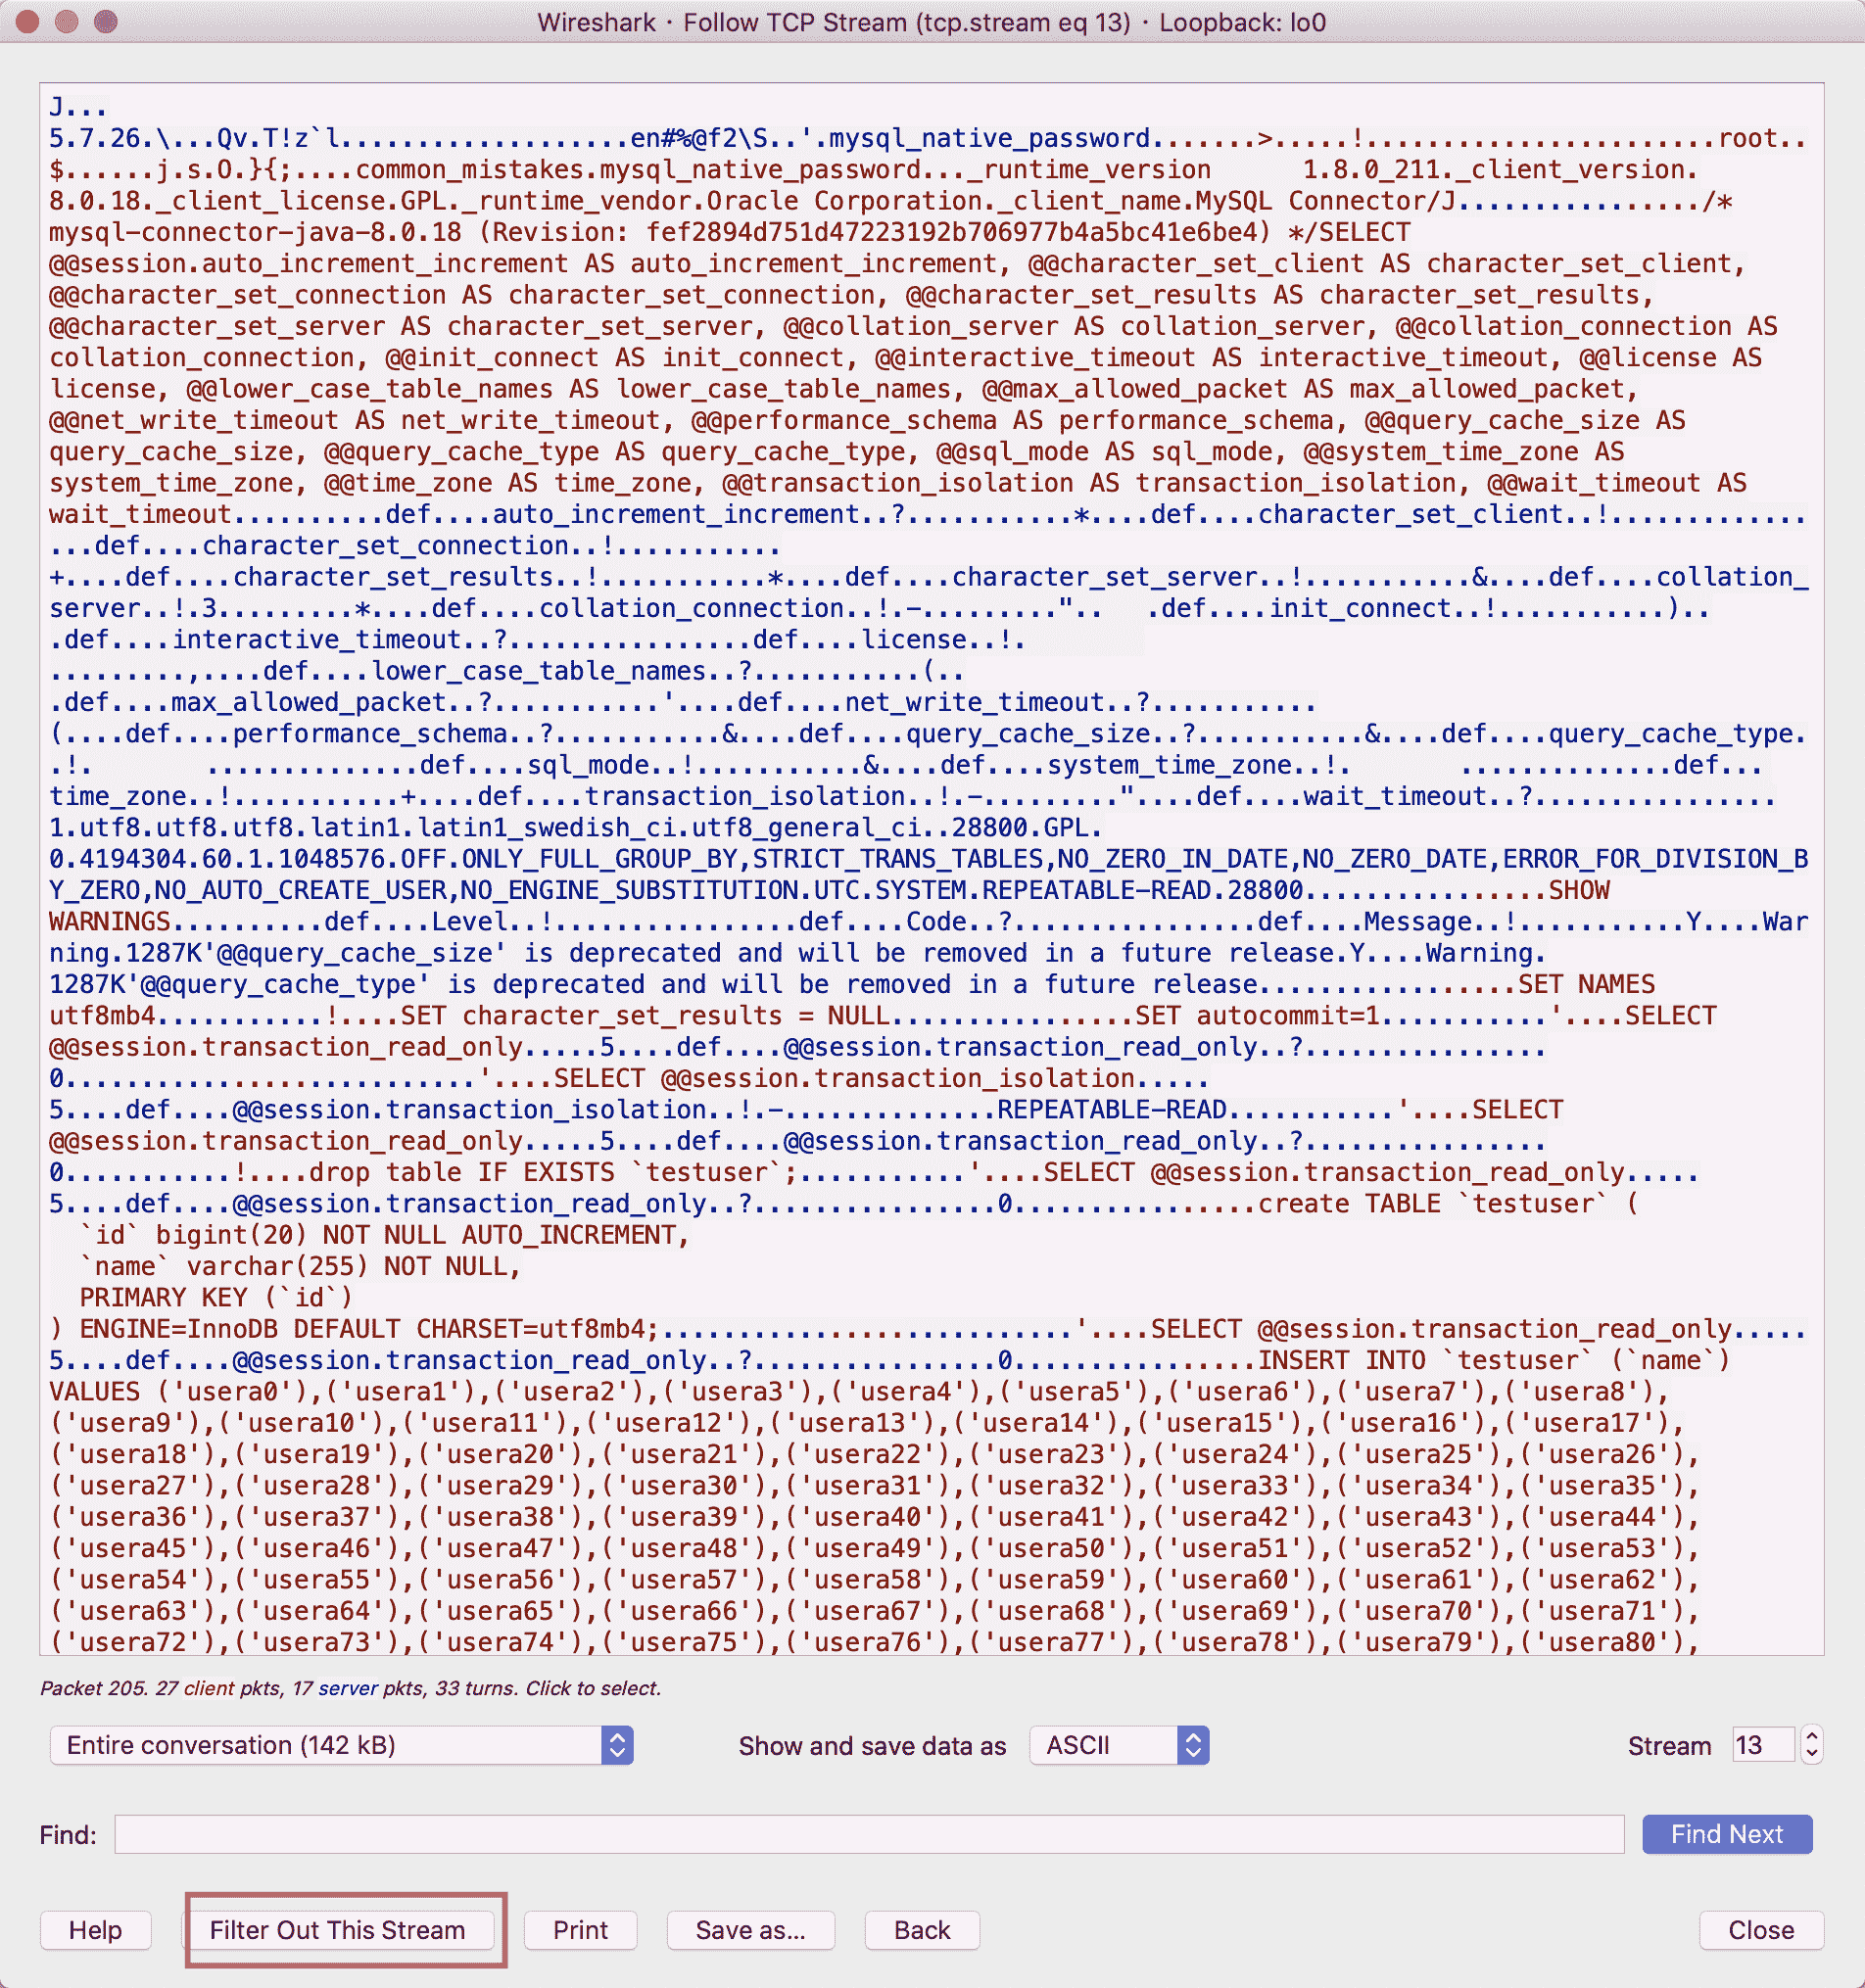 Wireshark · Follow TCP Stream (tcp.stream eq 13) · Loopback: lo0
J...
5.7.26.\...Qv.T!z`l...................en#%@f2\S..'.mysql_native_password.......>.....!.......................root..
$......j.s.O.}{;....common_mistakes.mysql_native_password..._runtime_version      1.8.0_211._client_version.
8.0.18._client_license.GPL._runtime_vendor.Oracle Corporation._client_name.MySQL Connector/J................/*
mysql-connector-java-8.0.18 (Revision: fef2894d751d47223192b706977b4a5bc41e6be4) */SELECT
@@session.auto_increment_increment AS auto_increment_increment, @@character_set_client AS character_set_client,
@@character_set_connection AS character_set_connection, @@character_set_results AS character_set_results,
@@character_set_server AS character_set_server, @@collation_server AS collation_server, @@collation_connection AS
collation_connection, @@init_connect AS init_connect, @@interactive_timeout AS interactive_timeout, @@license AS
license, @@lower_case_table_names AS lower_case_table_names, @@max_allowed_packet AS max_allowed_packet,
@@net_write_timeout AS net_write_timeout, @@performance_schema AS performance_schema, @@query_cache_size AS
query_cache_size, @@query_cache_type AS query_cache_type, @@sql_mode AS sql_mode, @@system_time_zone AS
system_time_zone, @@time_zone AS time_zone, @@transaction_isolation AS transaction_isolation, @@wait_timeout AS
wait_timeout..........def....auto_increment_increment..?...........*....def....character_set_client..!.............
...def....character_set_connection..!...........
+....def....character_set_results..!...........*....def....character_set_server..!...........&....def....collation_
server..!.3.........*....def....collation_connection..!.-........."..   .def....init_connect..!...........)..
.def....interactive_timeout..?................def....license..!.
.........,....def....lower_case_table_names..?...........(..
.def....max_allowed_packet..?...........'....def....net_write_timeout..?...........
(....def....performance_schema..?...........&....def....query_cache_size..?...........&....def....query_cache_type.
.!.       ..............def....sql_mode..!...........&....def....system_time_zone..!.       ..............def...
time_zone..!...........+....def....transaction_isolation..!.-........."....def....wait_timeout..?................
1.utf8.utf8.utf8.latin1.latin1_swedish_ci.utf8_general_ci..28800.GPL.
0.4194304.60.1.1048576.OFF.ONLY_FULL_GROUP_BY,STRICT_TRANS_TABLES,NO_ZERO_IN_DATE,NO_ZERO_DATE,ERROR_FOR_DIVISION_B
Y_ZERO,NO_AUTO_CREATE_USER,NO_ENGINE_SUBSTITUTION.UTC.SYSTEM.REPEATABLE-READ.28800................SHOW
WARNINGS..........def....Level..!................def....Code..?................def....Message..!...........Y....War
ning.1287K'@@query_cache_size' is deprecated and will be removed in a future release.Y....Warning.
1287K'@@query_cache_type' is deprecated and will be removed in a future release.................SET NAMES
utf8mb4...........!....SET character_set_results = NULL................SET autocommit=1...........'....SELECT
@@session.transaction_read_only.....5....def....@@session.transaction_read_only..?................
0...........................'....SELECT @@session.transaction_isolation.....
5....def....@@session.transaction_isolation..!.-..............REPEATABLE-READ...........'....SELECT
@@session.transaction_read_only.....5....def....@@session.transaction_read_only..?................
0...........!....drop table IF EXISTS `testuser`;...........'....SELECT @@session.transaction_read_only.....
5....def....@@session.transaction_read_only..?................0................create TABLE `testuser` (
`id` bigint(20) NOT NULL AUTO_INCREMENT,
`name` varchar(255) NOT NULL,
PRIMARY KEY (`id`)
) ENGINE=InnoDB DEFAULT CHARSET=utf8mb4;...........................'....SELECT @@session.transaction_read_only.....
5....def....@@session.transaction_read_only..?................0................INSERT INTO `testuser` (`name`)
VALUES ('usera0'),('usera1'),('usera2'),('usera3'),('usera4'),('usera5'),('usera6'),('usera7'),('usera8'),
('usera9'),('usera10'),('usera11'),('usera12'),('usera13'),('usera14'),('usera15'),('usera16'),('usera17'),
('usera18'),('usera19'),('usera20'),('usera21'),('usera22'),('usera23'),('usera24'),('usera25'),('usera26'),
('usera27'),('usera28'),('usera29'),('usera30'),('usera31'),('usera32'),('usera33'),('usera34'),('usera35'),
('usera36'),('usera37'),('usera38'),('usera39'),('usera40'),('usera41'),('usera42'),('usera43'),('usera44'),
('usera45'),('usera46'),('usera47'),('usera48'),('usera49'),('usera50'),('usera51'),('usera52'),('usera53'),
('usera54'),('usera55'),('usera56'),('usera57'),('usera58'),('usera59'),('usera60'),('usera61'),('usera62'),
('usera63'),('usera64'),('usera65'),('usera66'),('usera67'),('usera68'),('usera69'),('usera70'),('usera71'),
('usera72'),('usera73'),('usera74'),('usera75'),('usera76'),('usera77'),('usera78'),('usera79'),('usera80'),
Packet 205. 27 client pkts, 17 server pkts, 33 turns. Click to select.
Entire conversation (142 kB) Show and save data as ASCII Stream 13
Find: Find Next
Help Filter Out This Stream Print Save as... Back Close